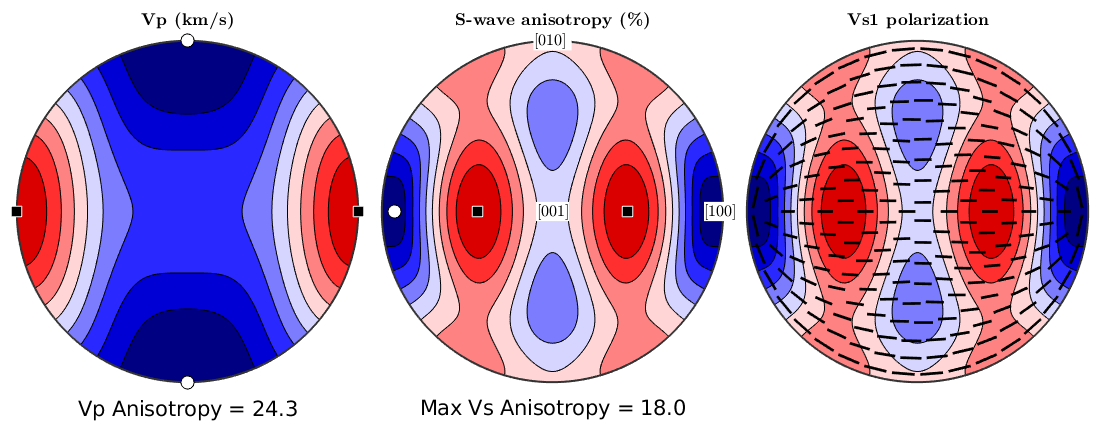 Vp (km/s)
S-wave anisotropy (%)
Vs1 polarization
[010]
[001]
[100]
Vp Anisotropy = 24.3
Max Vs Anisotropy = 18.0